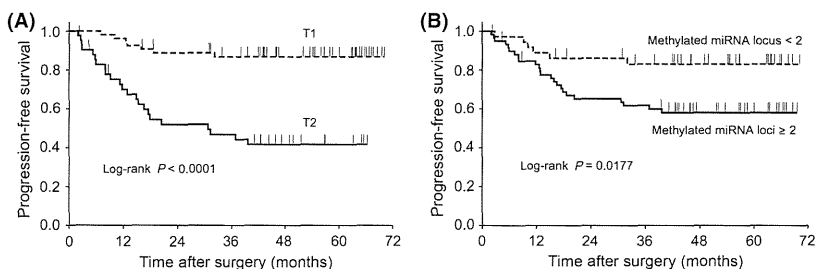 (A)
Progression-free survival
1.0
0.8
0.6
0.4
0.2
0.0
T1
T2
Log-rank P < 0.0001
0 12 24 36 48 60 72
Time after surgery (months)
(B)
Progression-free survival
1.0
0.8
0.6
0.4
0.2
0.0
Methylated miRNA locus < 2
Methylated miRNA loci ≥ 2
Log-rank P = 0.0177
0 12 24 36 48 60 72
Time after surgery (months)